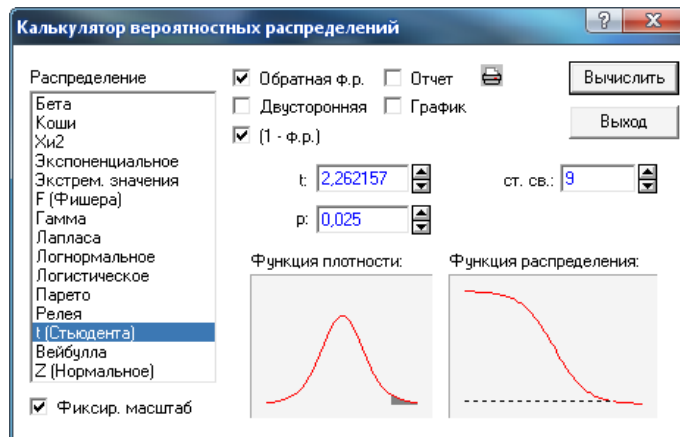 Калькулятор вероятностных распределений
Распределение
Бета
Коши
Хи2
Экспоненциальное
Экстрем. значения
F (Фишера)
Гамма
Лапласа
Логнормальное
Логистическое
Парето
Релея
t (Стьюдента)
Вейбулла
Z (Нормальное)
Фиксир. масштаб
Обратная ф.р.
Отчет
Двусторонняя
График
(1 - ф.р.)
Вычислить
Выход
t: 2,262157
ст. св.: 9
p: 0,025
Функция плотности:
Функция распределения: